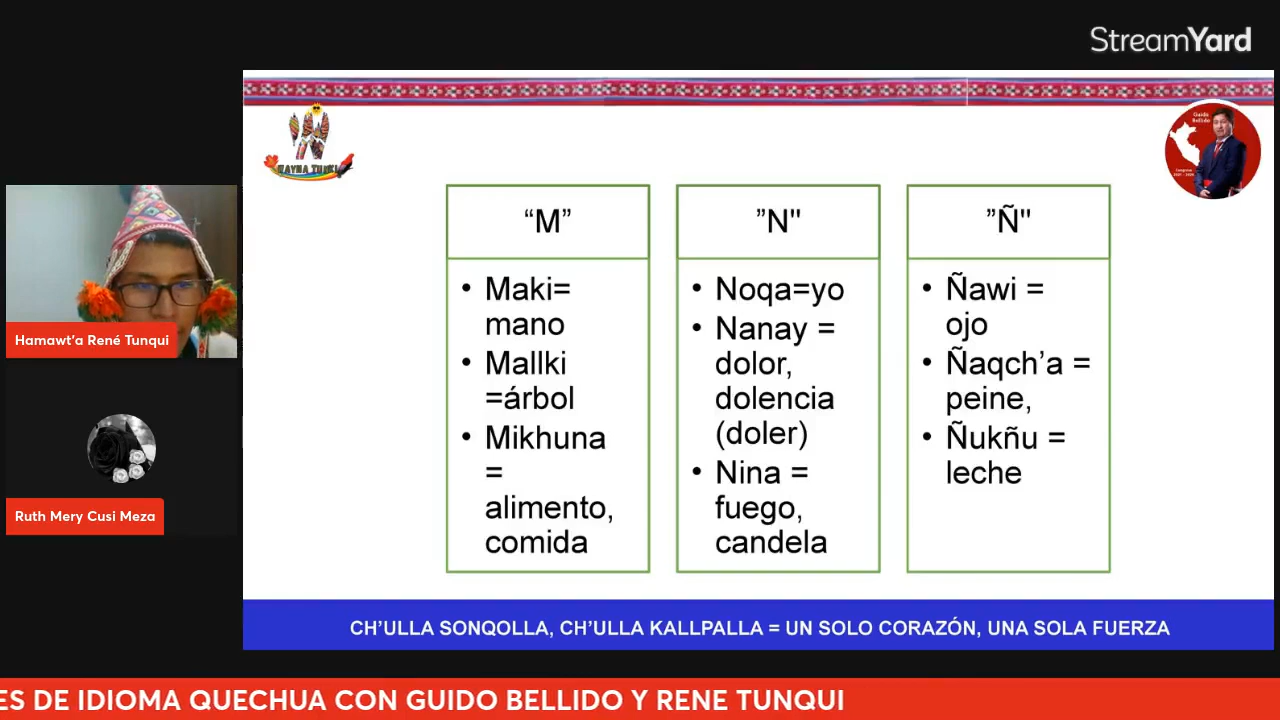 StreamYard
Guido
Bellido
“M”
”N"
”Ñ"
• Maki=
mano
• Mallki
=árbol
• Mikhuna
=
alimento,
comida
• Noqa=yo
• Nanay =
dolor,
dolencia
(doler)
• Nina =
fuego,
candela
• Ñawi =
ojo
• Ñaqch’a =
peine,
• Ñukñu =
leche
Hamawt’a René Tunqui
Ruth Mery Cusi Meza
CH’ULLA SONQOLLA, CH’ULLA KALLPALLA = UN SOLO CORAZÓN, UNA SOLA FUERZA
ES DE IDIOMA QUECHUA CON GUIDO BELLIDO Y RENE TUNQUI